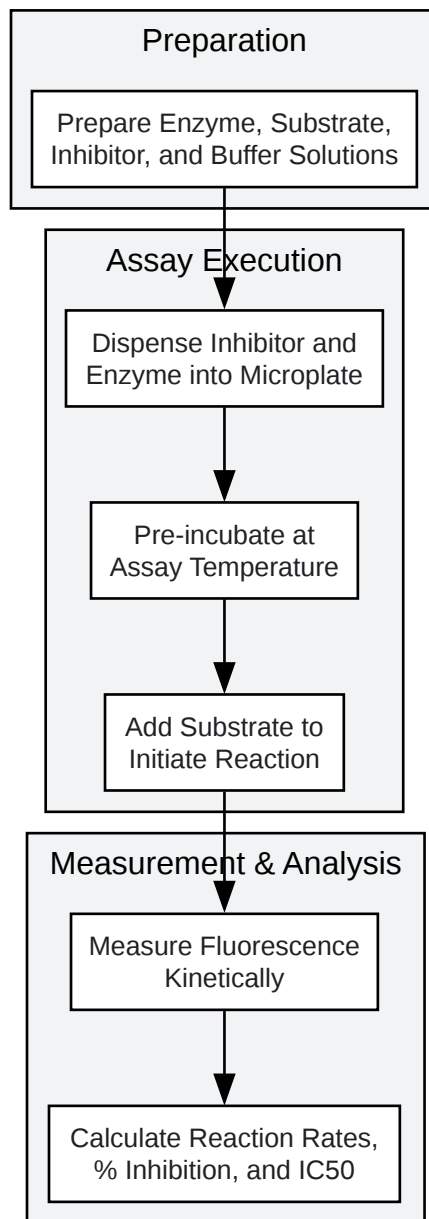 Preparation
Prepare Enzyme, Substrate,
Inhibitor, and Buffer Solutions
Assay Execution
Dispense Inhibitor and
Enzyme into Microplate
Pre-incubate at
Assay Temperature
Add Substrate to
Initiate Reaction
Measurement & Analysis
Measure Fluorescence
Kinetically
Calculate Reaction Rates,
% Inhibition, and IC50